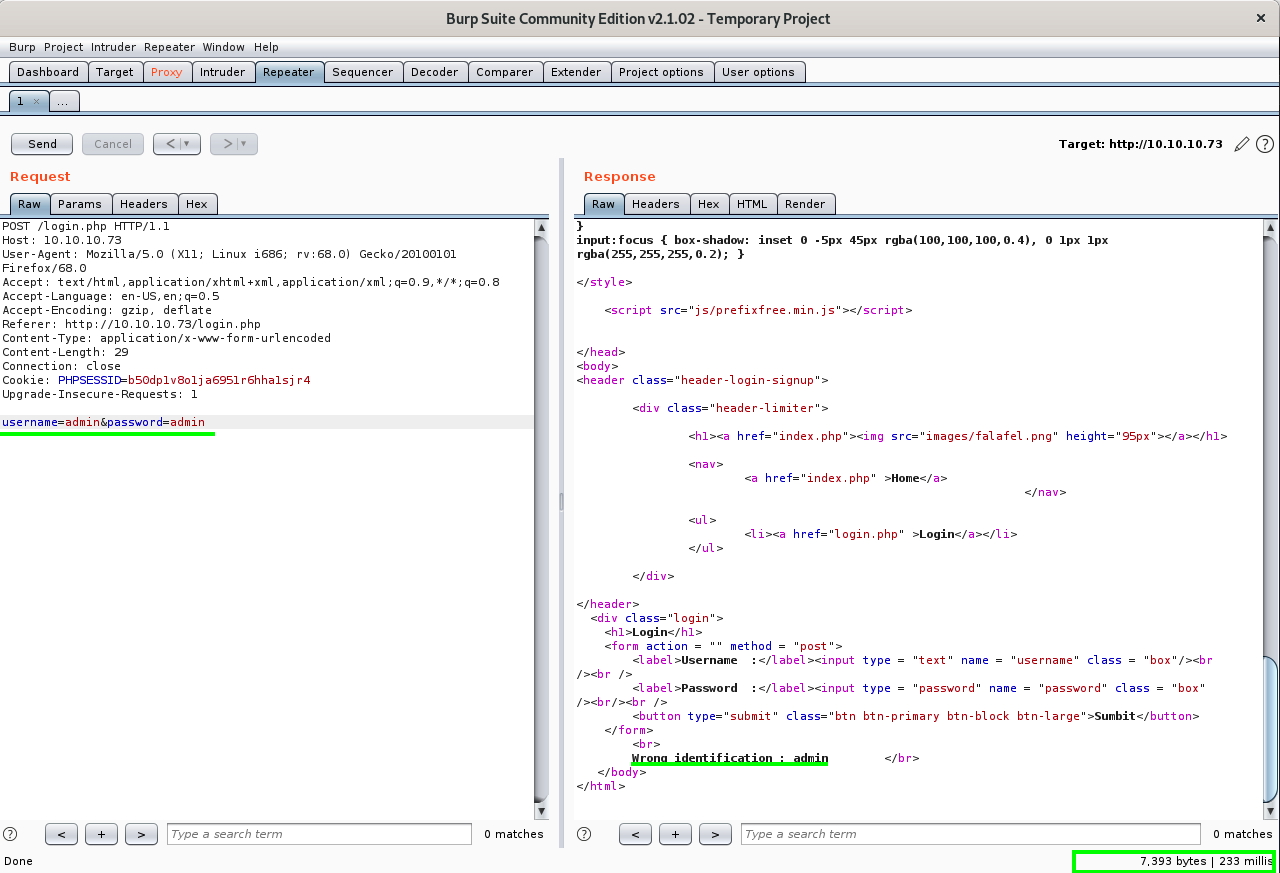 Burp Suite Community Edition v2.1.02 - Temporary Project
×
Burp Project Intruder Repeater Window Help
Dashboard Target Proxy Intruder Repeater Sequencer Decoder Comparer Extender Project options User options
1 × ...
Send Cancel < | ▾ > | ▾ Target: http://10.10.10.73 ?
Request
Raw Params Headers Hex
POST /login.php HTTP/1.1
Host: 10.10.10.73
User-Agent: Mozilla/5.0 (X11; Linux i686; rv:68.0) Gecko/20100101
Firefox/68.0
Accept: text/html,application/xhtml+xml,application/xml;q=0.9,*/*;q=0.8
Accept-Language: en-US,en;q=0.5
Accept-Encoding: gzip, deflate
Referer: http://10.10.10.73/login.php
Content-Type: application/x-www-form-urlencoded
Content-Length: 29
Connection: close
Cookie: PHPSESSID=b50dp1v8o1ja6951r6hha1sjr4
Upgrade-Insecure-Requests: 1
username=admin&password=admin
? < + > Type a search term 0 matches
Response
Raw Headers Hex HTML Render
}
input:focus { box-shadow: inset 0 -5px 45px rgba(100,100,100,0.4), 0 1px 1px
rgba(255,255,255,0.2); }
</style>
<script src="js/prefixfree.min.js"></script>
</head>
<body>
<header class="header-login-signup">
<div class="header-limiter">
<h1><a href="index.php"><img src="images/falafel.png" height="95px"></a></h1>
<nav>
<a href="index.php" >Home</a>
</nav>
<ul>
<li><a href="login.php" >Login</a></li>
</ul>
</div>
</header>
<div class="login">
<h1>Login</h1>
<form action = "" method = "post">
<label>Username  :</label><input type = "text" name = "username" class = "box"/><br
/><br />
<label>Password  :</label><input type = "password" name = "password" class = "box"
/><br/><br />
<button type="submit" class="btn btn-primary btn-block btn-large">Sumbit</button>
</form>
<br>
Wrong identification : admin </br>
</body>
</html>
? < + > Type a search term 0 matches
Done 7,393 bytes | 233 millis